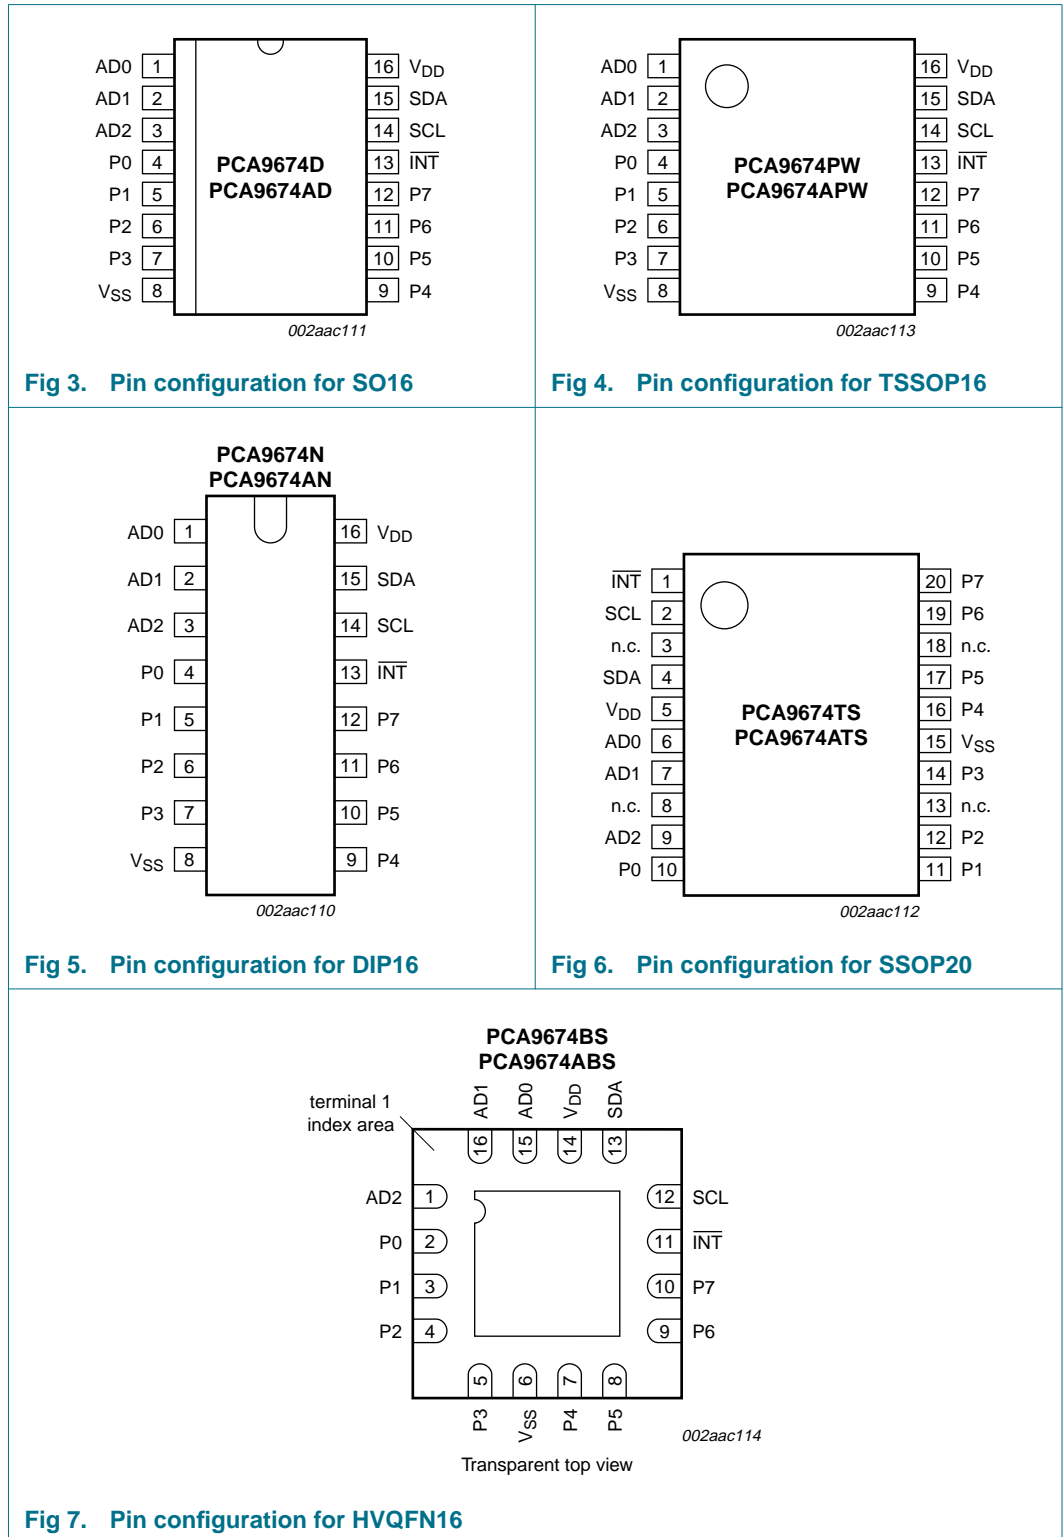 AD0 1 16 VDD
AD1 2 15 SDA
AD2 3 14 SCL
P0 4 13 INT
P1 5 12 P7
P2 6 11 P6
P3 7 10 P5
VSS 8 9 P4
PCA9674D
PCA9674AD
002aac111
Fig 3. Pin configuration for SO16
AD0 1 16 VDD
AD1 2 15 SDA
AD2 3 14 SCL
P0 4 13 INT
P1 5 12 P7
P2 6 11 P6
P3 7 10 P5
VSS 8 9 P4
PCA9674PW
PCA9674APW
002aac113
Fig 4. Pin configuration for TSSOP16
PCA9674N
PCA9674AN
AD0 1 16 VDD
AD1 2 15 SDA
AD2 3 14 SCL
P0 4 13 INT
P1 5 12 P7
P2 6 11 P6
P3 7 10 P5
VSS 8 9 P4
002aac110
Fig 5. Pin configuration for DIP16
INT 1 20 P7
SCL 2 19 P6
n.c. 3 18 n.c.
SDA 4 17 P5
VDD 5 16 P4
AD0 6 15 VSS
AD1 7 14 P3
n.c. 8 13 n.c.
AD2 9 12 P2
P0 10 11 P1
PCA9674TS
PCA9674ATS
002aac112
Fig 6. Pin configuration for SSOP20
PCA9674BS
PCA9674ABS
terminal 1
index area
AD1 AD0 VDD SDA
16 15 14 13
AD2 1 12 SCL
P0 2 11 INT
P1 3 10 P7
P2 4 9 P6
5 6 7 8
P3 VSS P4 P5
002aac114
Transparent top view
Fig 7. Pin configuration for HVQFN16